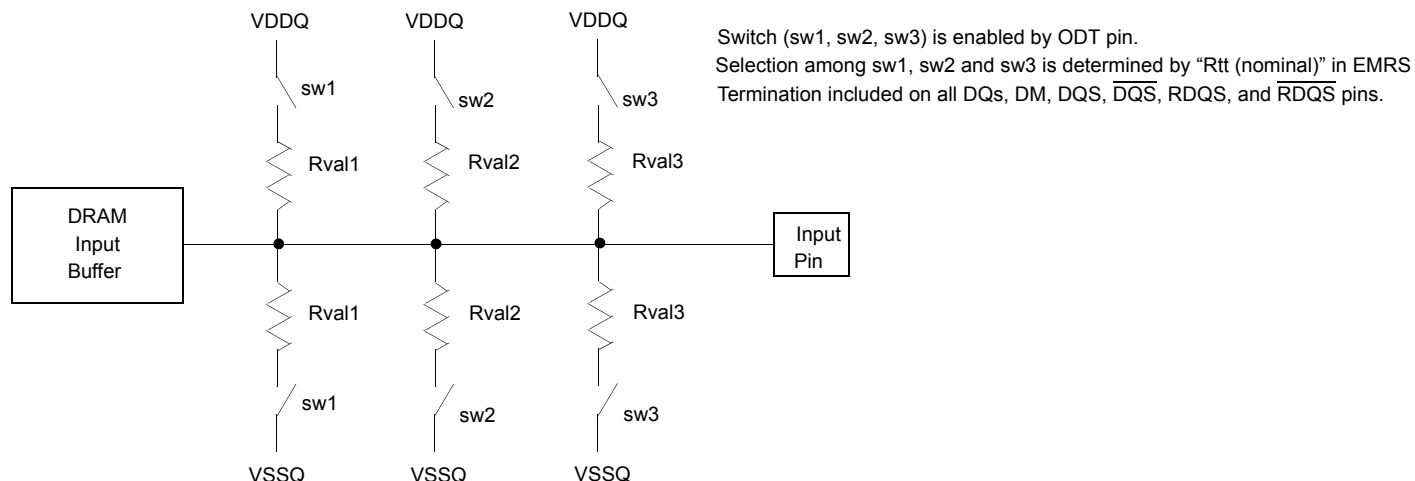 VDDQ VDDQ VDDQ
Switch (sw1, sw2, sw3) is enabled by ODT pin.
Selection among sw1, sw2 and sw3 is determined by “Rtt (nominal)” in EMRS
Termination included on all DQs, DM, DQS, D̅Q̅S̅, RDQS, and R̅D̅Q̅S̅ pins.
sw1 sw2 sw3
Rval1 Rval2 Rval3
DRAM
Input
Buffer
Input
Pin
Rval1 Rval2 Rval3
sw1 sw2 sw3
VSSQ VSSQ VSSQ